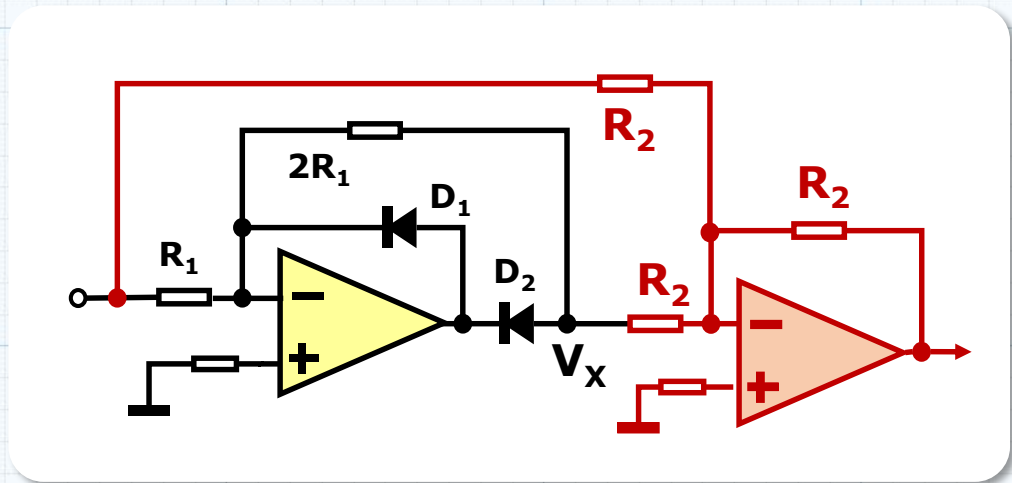 R₂
2R₁
D₁
R₂
R₁
D₂
R₂
−
+
Vₓ
−
+